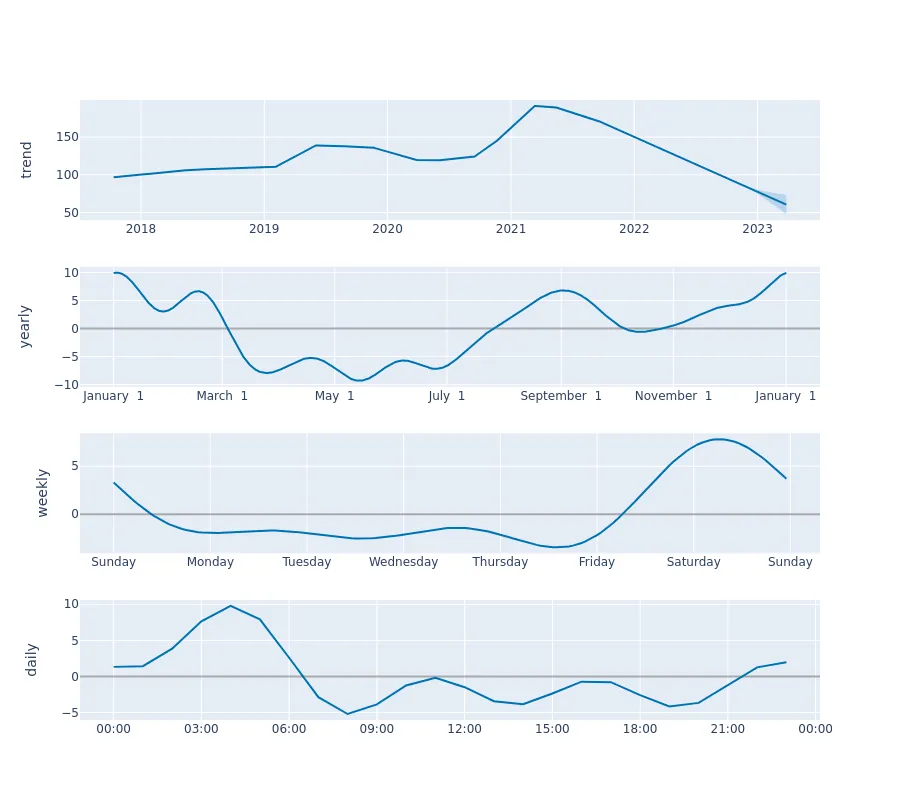 trend
150
100
50
2018 2019 2020 2021 2022 2023
yearly
10
5
0
−5
−10
January 1 March 1 May 1 July 1 September 1 November 1 January 1
weekly
5
0
Sunday Monday Tuesday Wednesday Thursday Friday Saturday Sunday
daily
10
5
0
−5
00:00 03:00 06:00 09:00 12:00 15:00 18:00 21:00 00:00